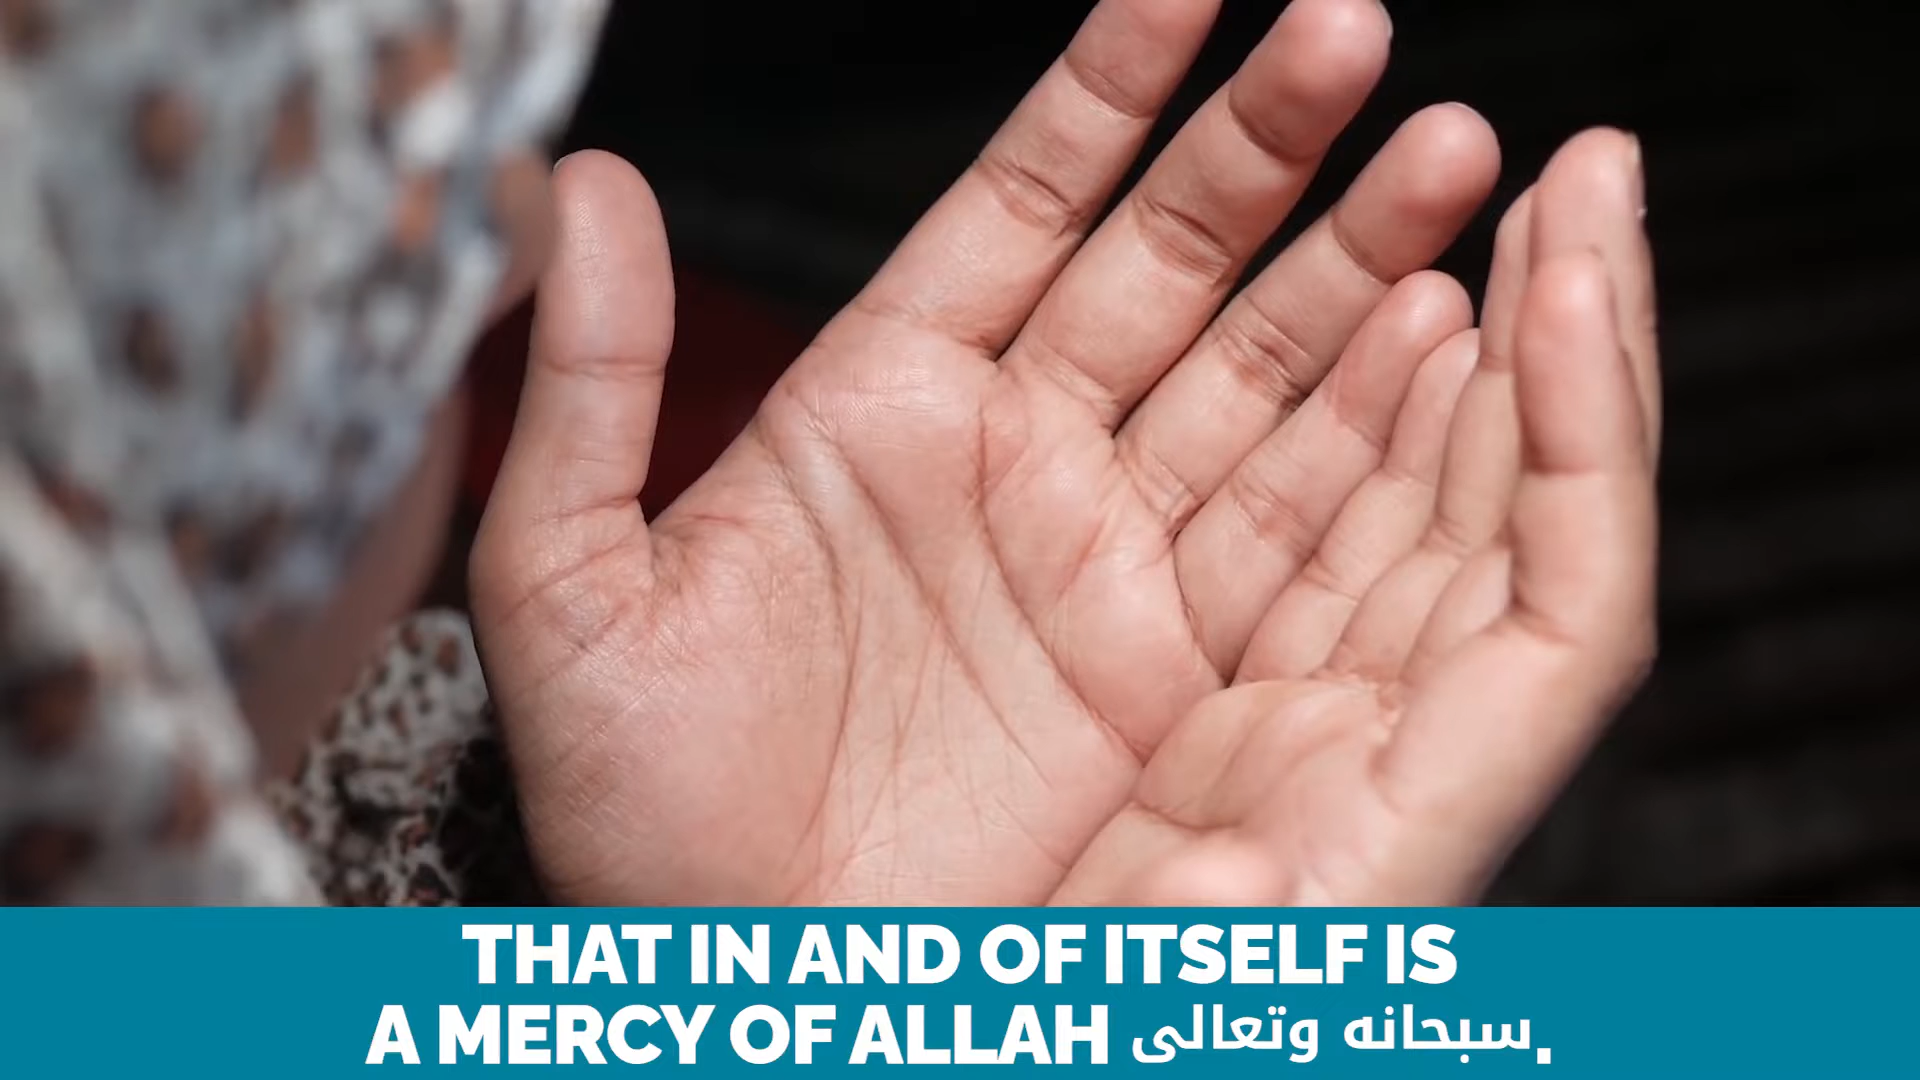 THAT IN AND OF ITSELF IS
A MERCY OF ALLAH سبحانه وتعالى.